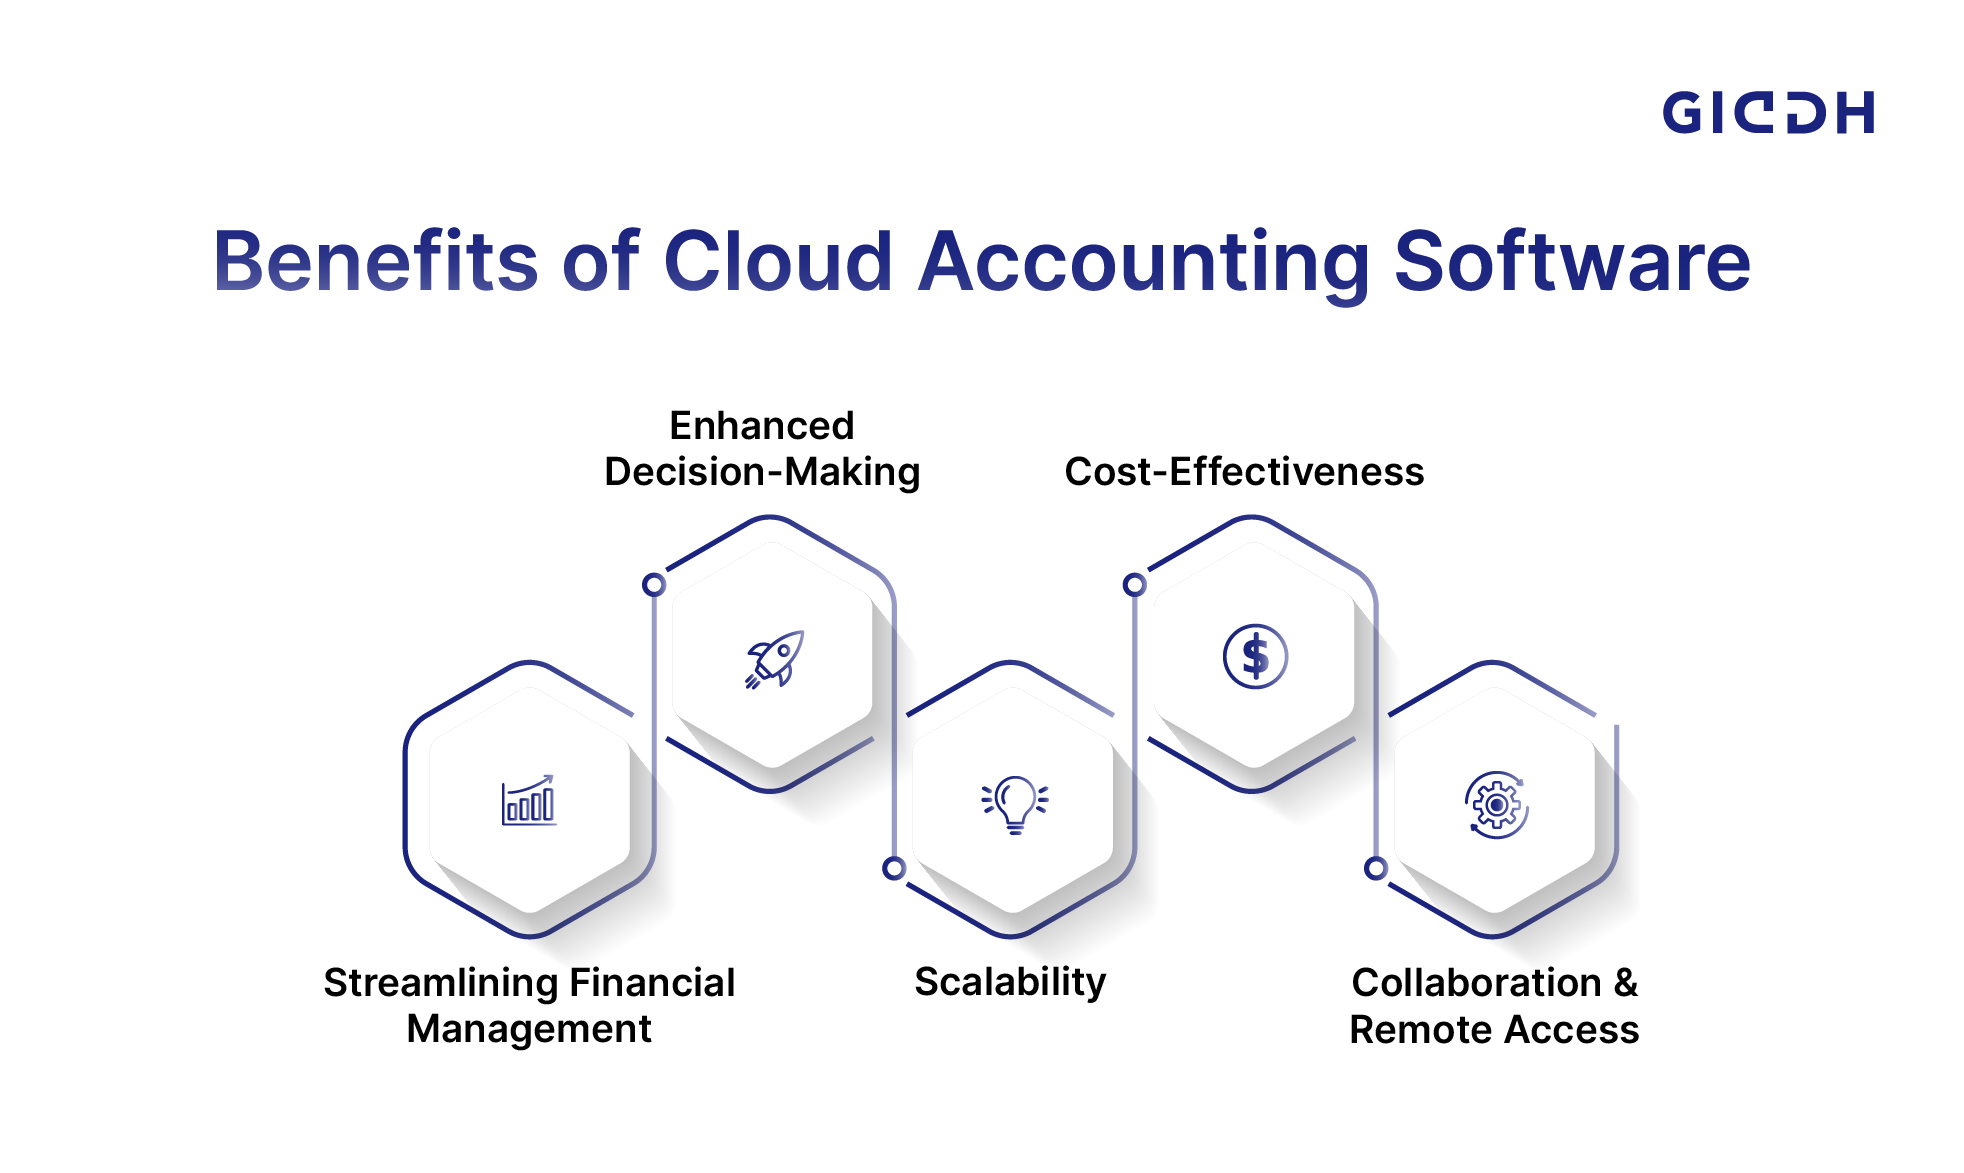 GIDDH
Benefits of Cloud Accounting Software
Enhanced
Decision-Making
Cost-Effectiveness
$
Streamlining Financial
Management
Scalability
Collaboration &
Remote Access